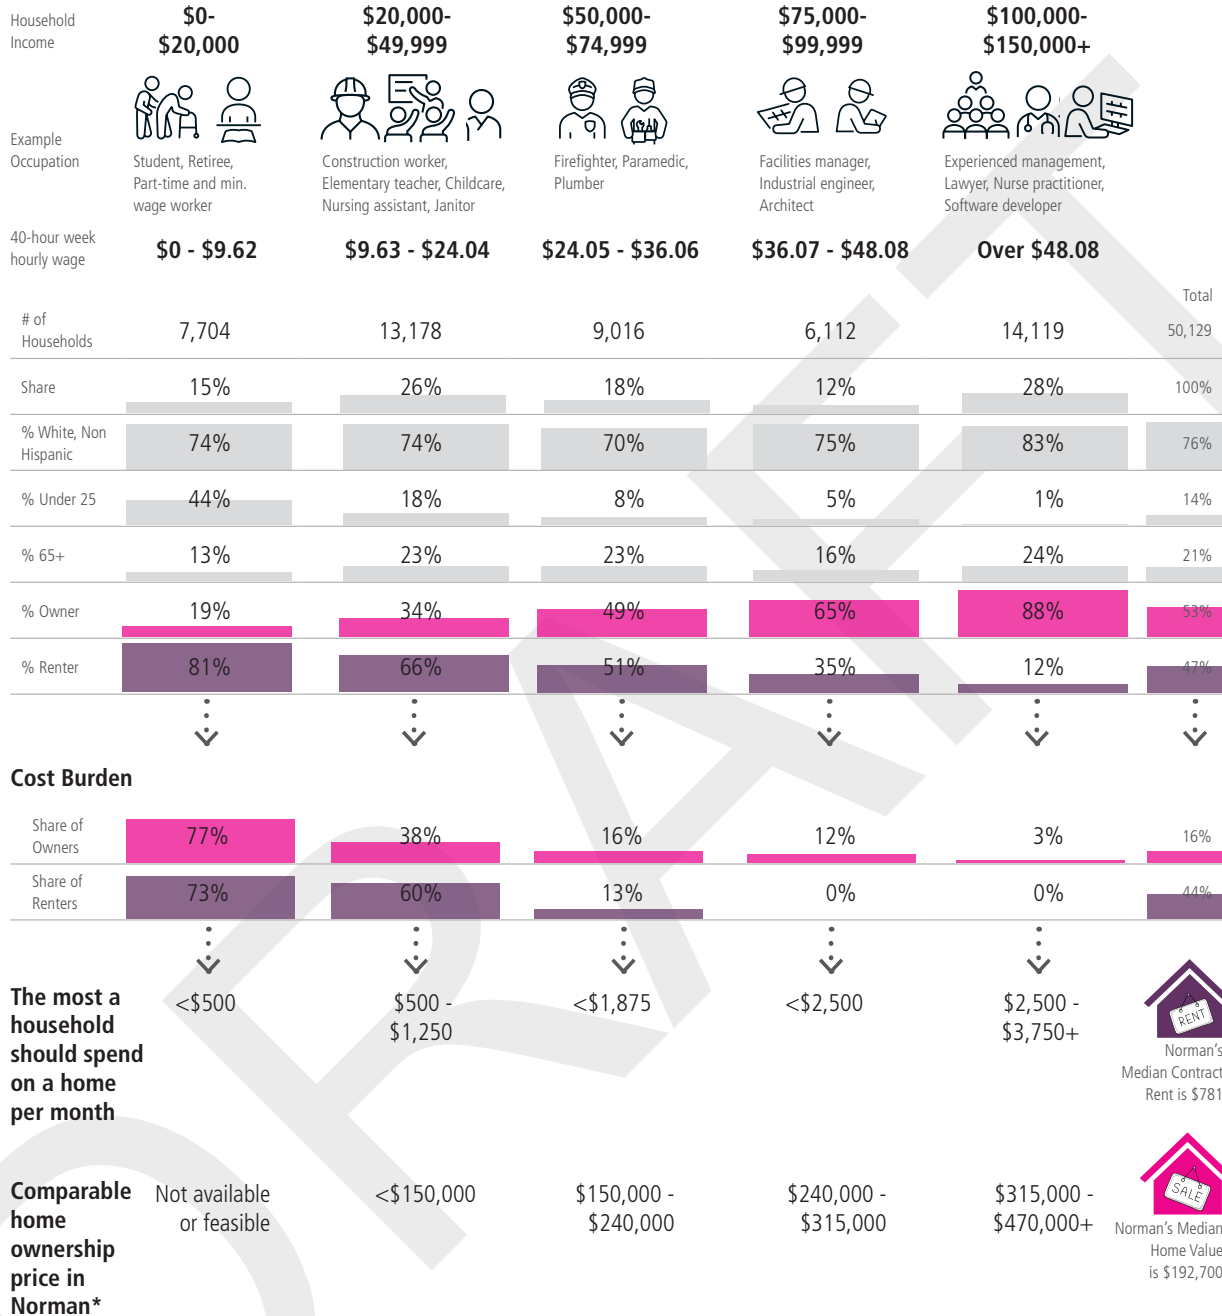 Household
Income
$0-
$20,000
$20,000-
$49,999
$50,000-
$74,999
$75,000-
$99,999
$100,000-
$150,000+
Example
Occupation
Student, Retiree,
Part-time and min.
wage worker
Construction worker,
Elementary teacher, Childcare,
Nursing assistant, Janitor
Firefighter, Paramedic,
Plumber
Facilities manager,
Industrial engineer,
Architect
Experienced management,
Lawyer, Nurse practitioner,
Software developer
40-hour week
hourly wage
$0 - $9.62
$9.63 - $24.04
$24.05 - $36.06
$36.07 - $48.08
Over $48.08
Total
# of
Households
7,704
13,178
9,016
6,112
14,119
50,129
Share
15%
26%
18%
12%
28%
100%
% White, Non
Hispanic
74%
74%
70%
75%
83%
76%
% Under 25
44%
18%
8%
5%
1%
14%
% 65+
13%
23%
23%
16%
24%
21%
% Owner
19%
34%
49%
65%
88%
53%
% Renter
81%
66%
51%
35%
12%
47%
Cost Burden
Share of
Owners
77%
38%
16%
12%
3%
16%
Share of
Renters
73%
60%
13%
0%
0%
44%
The most a
household
should spend
on a home
per month
<$500
$500 -
$1,250
<$1,875
<$2,500
$2,500 -
$3,750+
RENT
Norman's
Median Contract
Rent is $781
Comparable
home
ownership
price in
Norman*
Not available
or feasible
<$150,000
$150,000 -
$240,000
$240,000 -
$315,000
$315,000 -
$470,000+
SALE
Norman's Median
Home Value
is $192,700
DRAFT